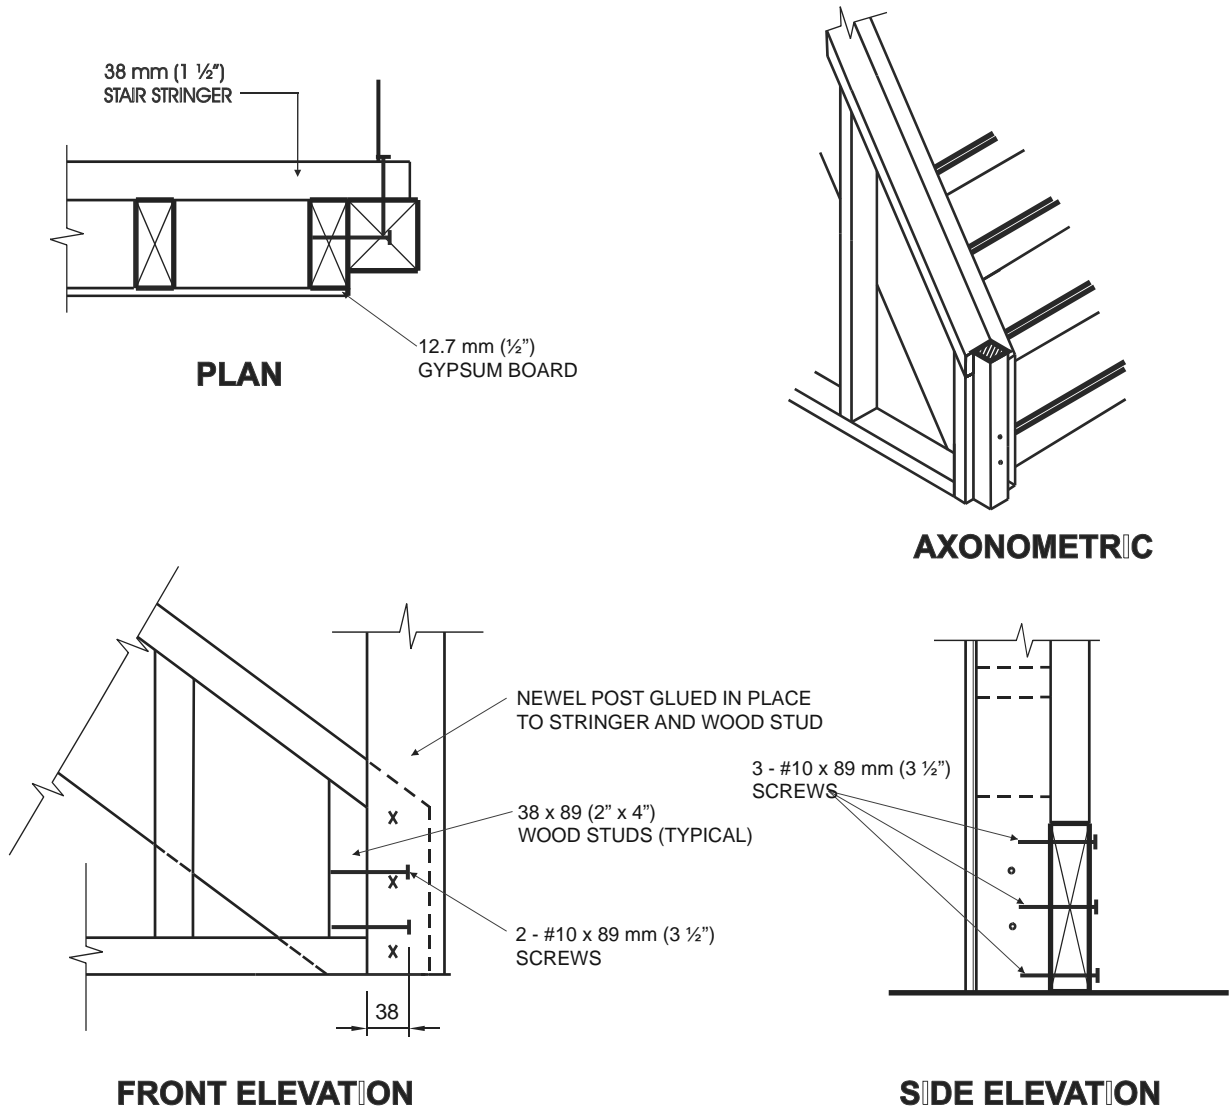 38 mm (1 ½”)
STAIR STRINGER
12.7 mm (½”)
GYPSUM BOARD
PLAN
AXONOMETRIC
NEWEL POST GLUED IN PLACE
TO STRINGER AND WOOD STUD
3 - #10 x 89 mm (3 ½”)
SCREWS
38 x 89 (2” x 4”)
WOOD STUDS (TYPICAL)
2 - #10 x 89 mm (3 ½”)
SCREWS
38
FRONT ELEVATION
SIDE ELEVATION